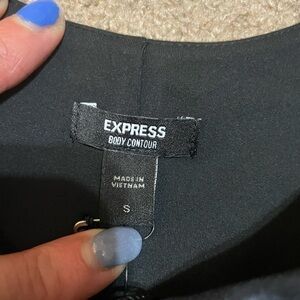 EXPRESS
BODY CONTOUR
MADE IN
VIETNAM
S